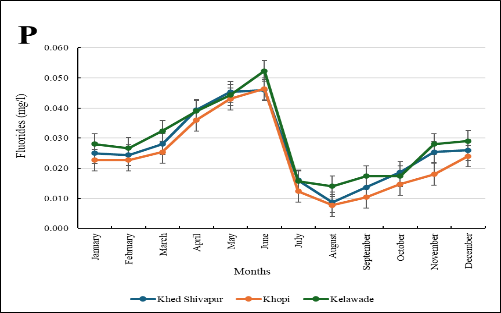 P
Fluorides (mg/l)
0.060
0.050
0.040
0.030
0.020
0.010
0.000
January
February
March
April
May
June
July
August
September
October
November
December
Months
Khed Shivapur
Khopi
Kelawade